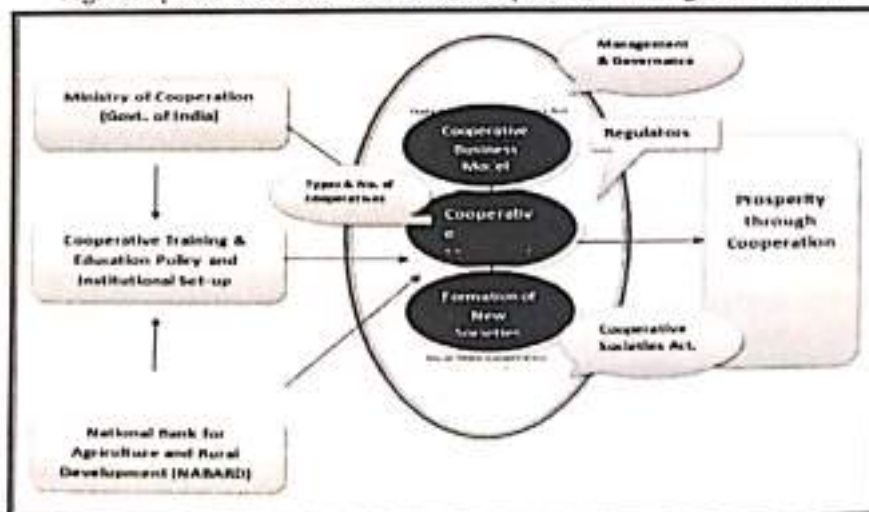 Ministry of Cooperation
(Govt. of India)
Cooperative Training &
Education Policy and
Institutional Set-up
National Bank for
Agriculture and Rural
Development (NABARD)
Types & No. of
Cooperatives
Cooperative
Business
Model
Cooperativ
e
Formation of
New
Societies
Management
& Governance
Regulators
Cooperative
Societies Act.
Prosperity
through
Cooperation